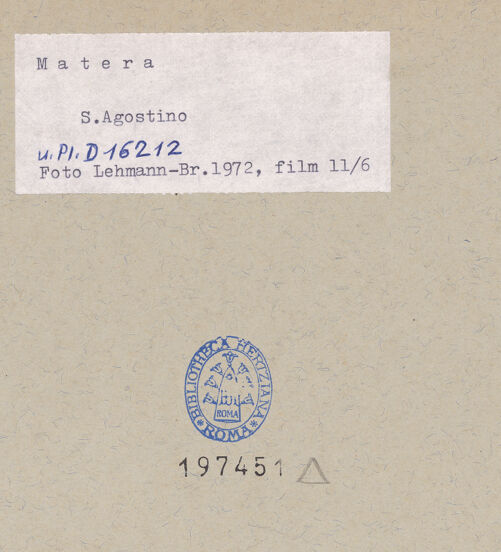 Matera
S.Agostino
u.Pl.D16212
Foto Lehmann-Br.1972, film 11/6
BIBLIOTHECA HERTZIANA
ROMA
* ROMA *
197451